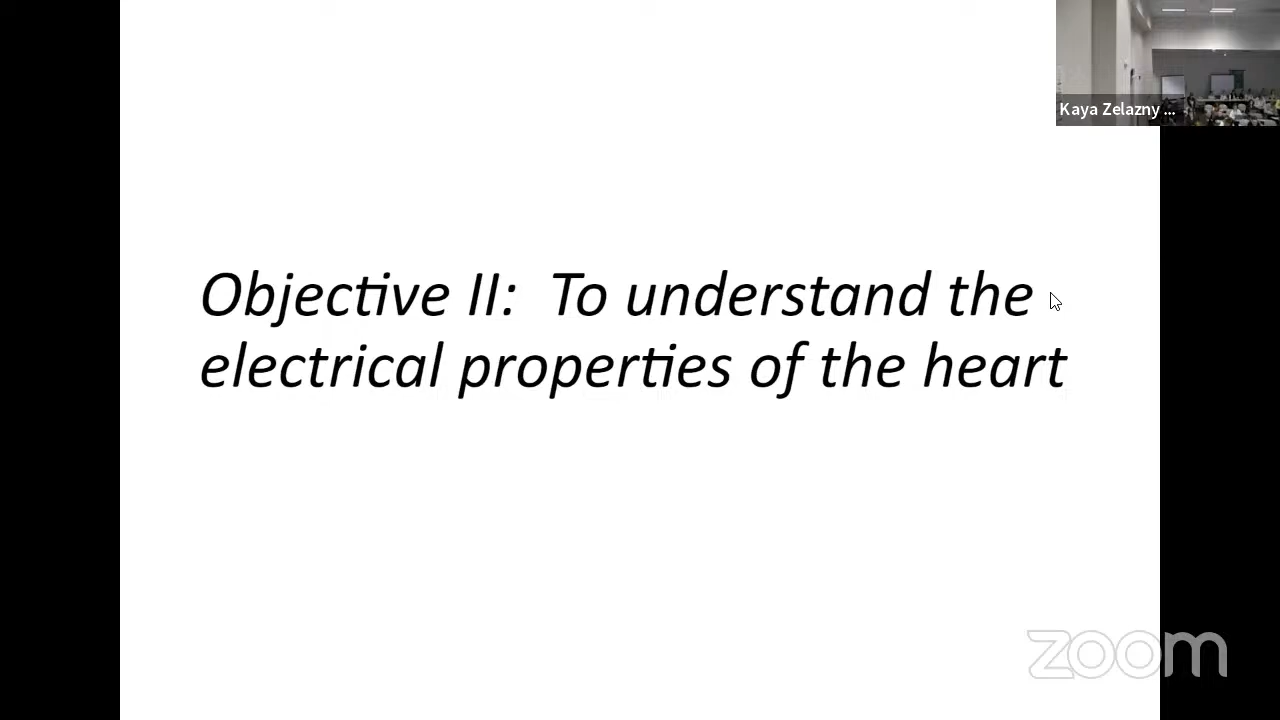 Kaya Zelazny ...
Objective II: To understand the
electrical properties of the heart
zoom